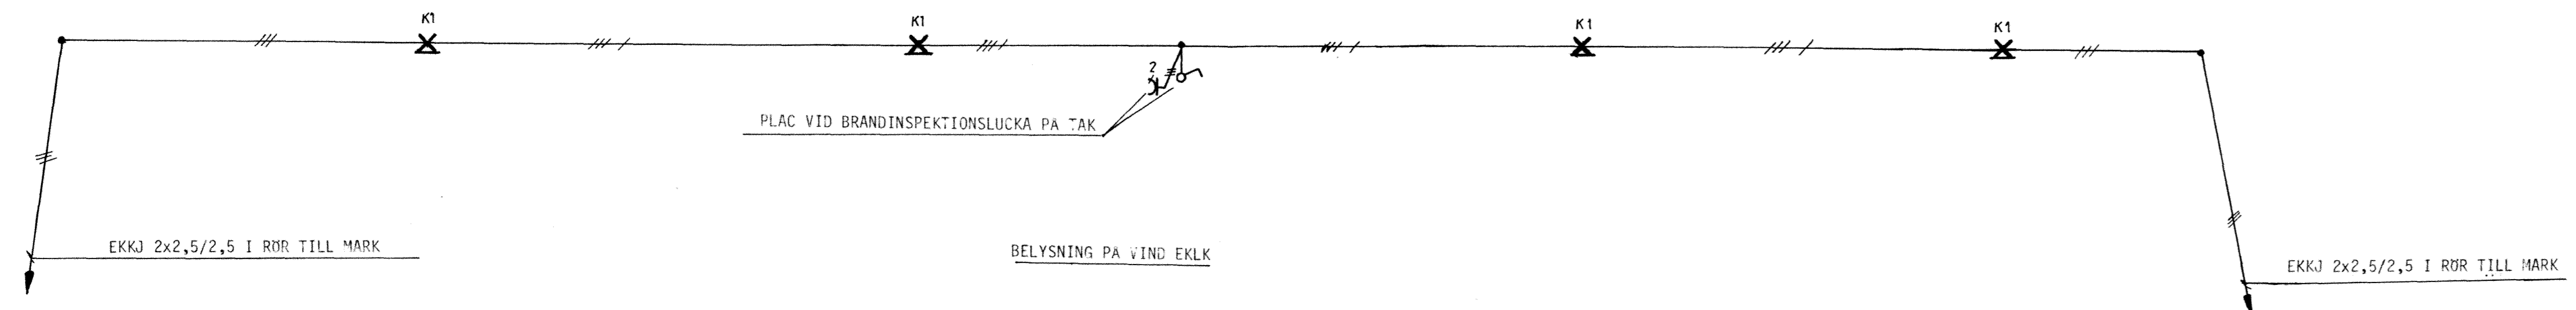 K1
K1
K1
K1
2
PLAC VID BRANDINSPEKTIONSLUCKA PÅ TAK
EKKJ 2x2,5/2,5 I RÖR TILL MARK
BELYSNING PÅ VIND EKLK
EKKJ 2x2,5/2,5 I RÖR TILL MARK